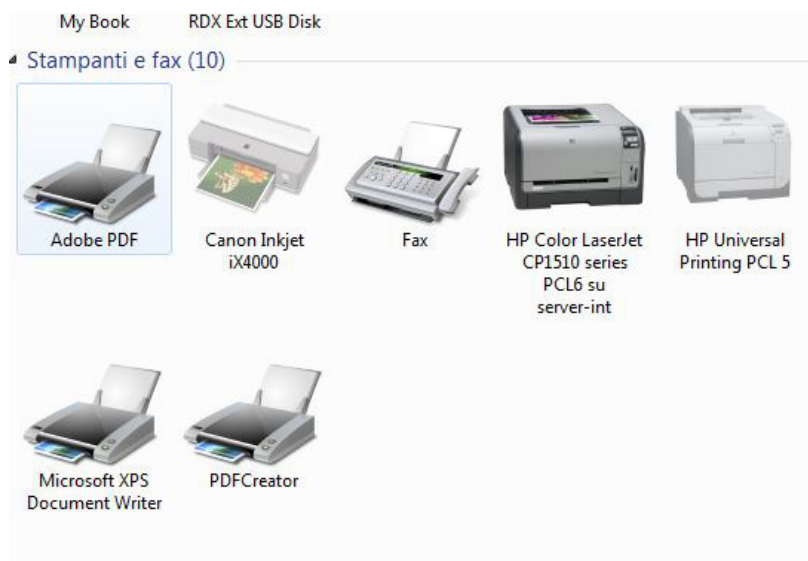 My Book RDX Ext USB Disk
Stampanti e fax (10)
Adobe PDF
Canon Inkjet
iX4000
Fax
HP Color LaserJet
CP1510 series
PCL6 su
server-int
HP Universal
Printing PCL 5
Microsoft XPS
Document Writer
PDFCreator